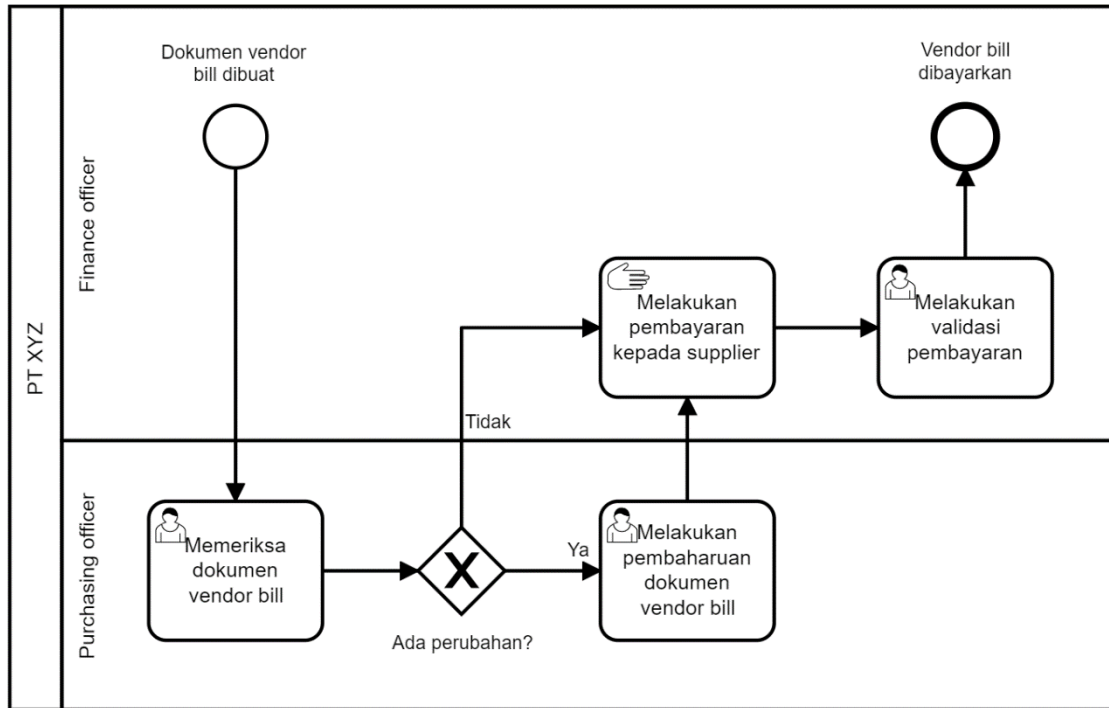 PT XYZ
Finance officer
Dokumen vendor
bill dibuat
Vendor bill
dibayarkan
Melakukan
pembayaran
kepada supplier
Melakukan
validasi
pembayaran
Tidak
Purchasing officer
Memeriksa
dokumen
vendor bill
X
Ada perubahan?
Ya
Melakukan
pembaharuan
dokumen
vendor bill